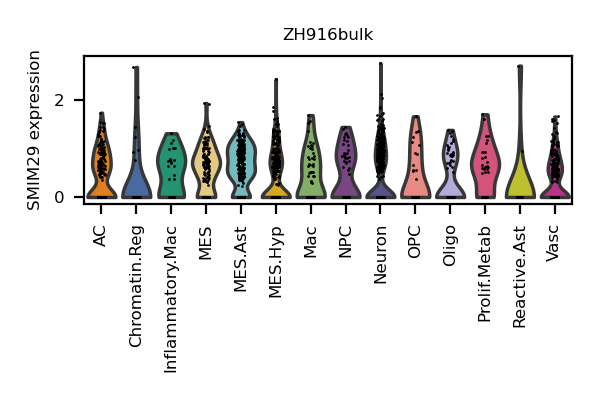 ZH916bulk
SMIM29 expression
2
0
AC
Chromatin.Reg
Inflammatory.Mac
MES
MES.Ast
MES.Hyp
Mac
NPC
Neuron
OPC
Oligo
Prolif.Metab
Reactive.Ast
Vasc